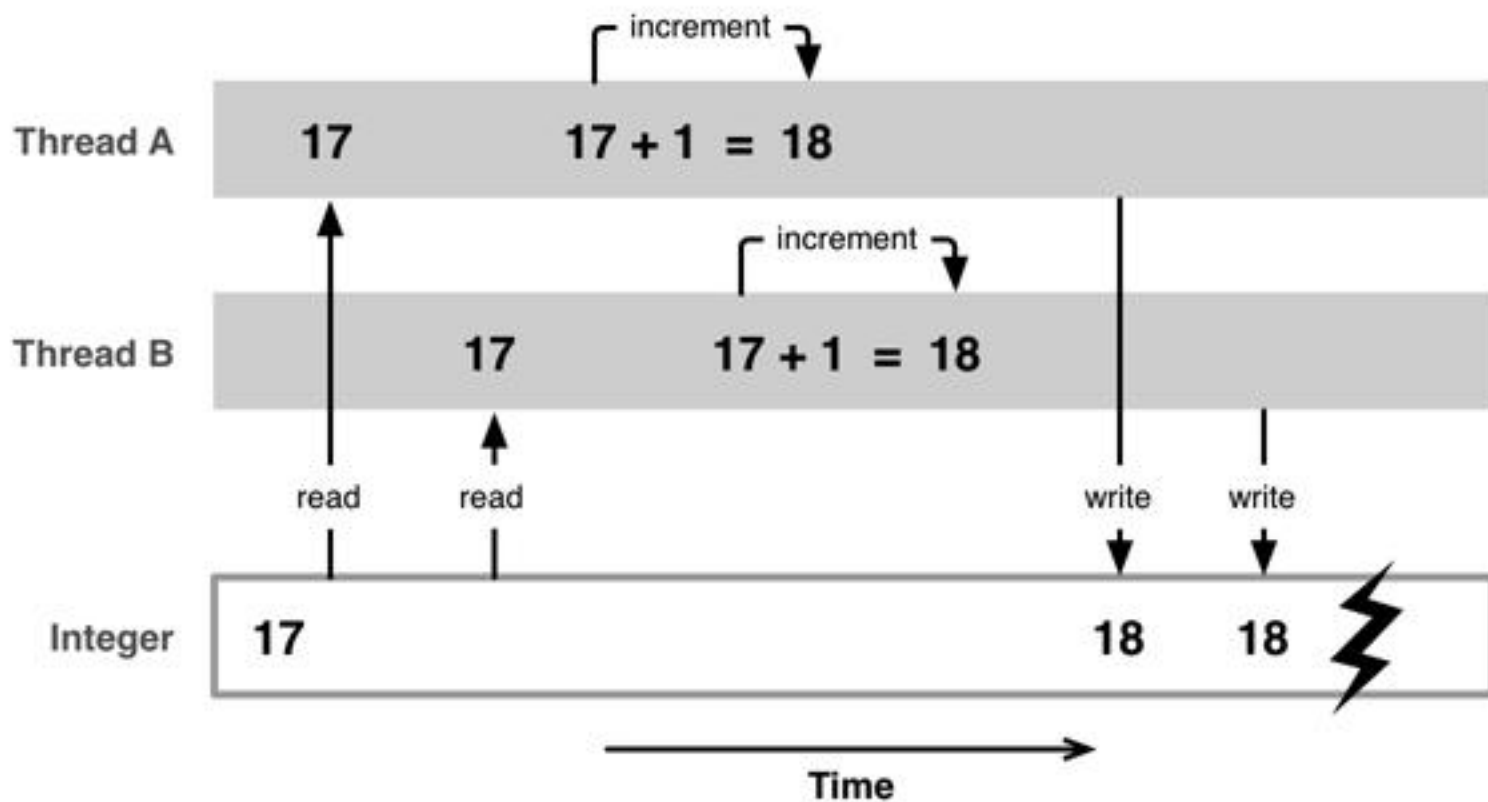 increment
Thread A 17 17 + 1 = 18
increment
Thread B 17 17 + 1 = 18
read read write write
Integer 17 18 18
Time